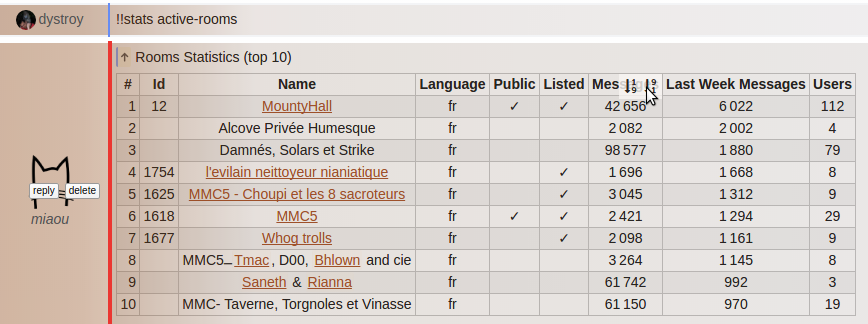 dystroy !!stats active-rooms
↑ Rooms Statistics (top 10)
# Id Name Language Public Listed Mes Last Week Messages Users
1 12 MountyHall fr ✓ ✓ 42 656 6 022 112
2 Alcove Privée Humesque fr 2 082 2 002 4
3 Damnés, Solars et Strike fr 98 577 1 880 79
4 1754 l'evilain neittoyeur nianiatique fr ✓ 1 696 1 668 8
5 1625 MMC5 - Choupi et les 8 sacroteurs fr ✓ 3 045 1 312 9
reply delete
6 1618 MMC5 fr ✓ ✓ 2 421 1 294 29
miaou
7 1677 Whog trolls fr ✓ 2 098 1 161 9
8 MMC5_Tmac, D00, Bhlown and cie fr 3 264 1 145 8
9 Saneth & Rianna fr 61 742 992 3
10 MMC- Taverne, Torgnoles et Vinasse fr 61 150 970 19